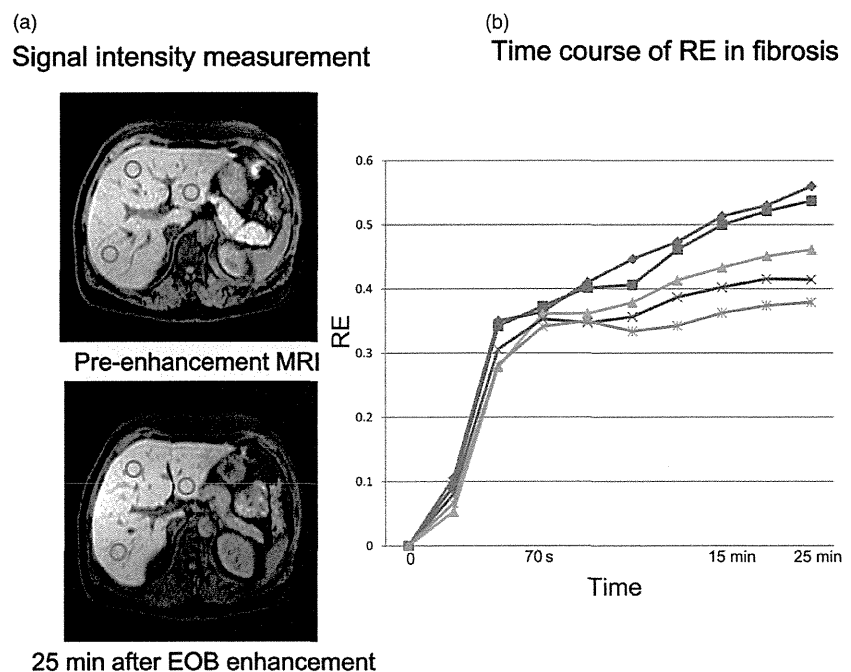 (a)
Signal intensity measurement
Pre-enhancement MRI
25 min after EOB enhancement
(b)
Time course of RE in fibrosis
0.6
0.5
0.4
0.3
0.2
0.1
0
RE
0 70 s 15 min 25 min
Time